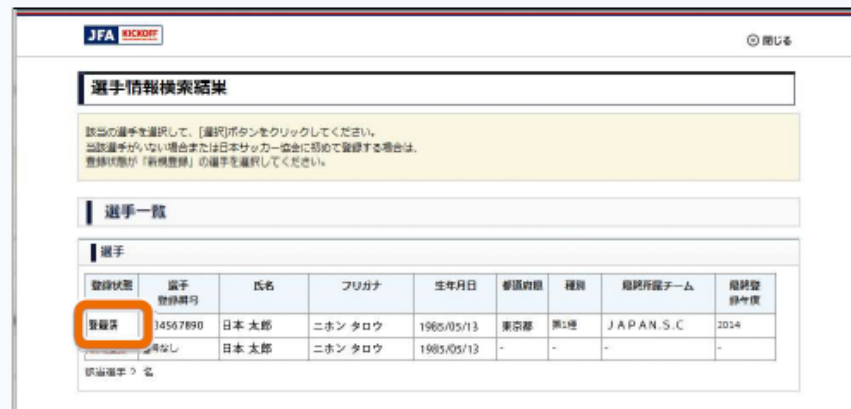 JFA KICKOFF
閉じる
選手情報検索結果
該当の選手を選択して、[選択]ボタンをクリックしてください。
当該選手がいない場合または日本サッカー協会に初めて登録する場合は、
登録状態が「新規登録」の選手を選択してください。
選手一覧
選手
登録状態 選手登録番号 氏名 フリガナ 生年月日 都道府県 種別 最終所属チーム 最終登録年度
登録済 34567890 日本 太郎 ニホン タロウ 1985/05/13 東京都 第1種 JAPAN.S.C 2014
なし 日本 太郎 ニホン タロウ 1985/05/13 - - - -
該当選手 2 名